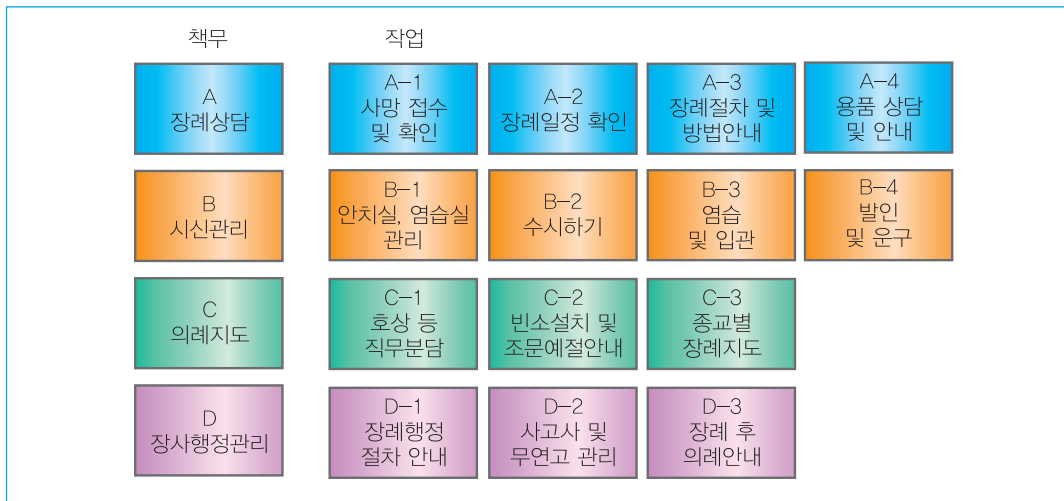 책무
작업
A
장례상담
A-1
사망 접수
및 확인
A-2
장례일정 확인
A-3
장례절차 및
방법안내
A-4
용품 상담
및 안내
B
시신관리
B-1
안치실, 염습실
관리
B-2
수시하기
B-3
염습
및 입관
B-4
발인
및 운구
C
의례지도
C-1
호상 등
직무분담
C-2
빈소설치 및
조문예절안내
C-3
종교별
장례지도
D
장사행정관리
D-1
장례행정
절차 안내
D-2
사고사 및
무연고 관리
D-3
장례 후
의례안내